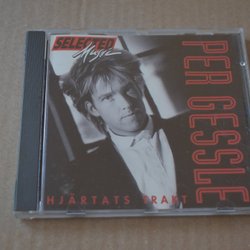 SELECTED
Music
PER GESSLE
HJÄRTATS TRAKT